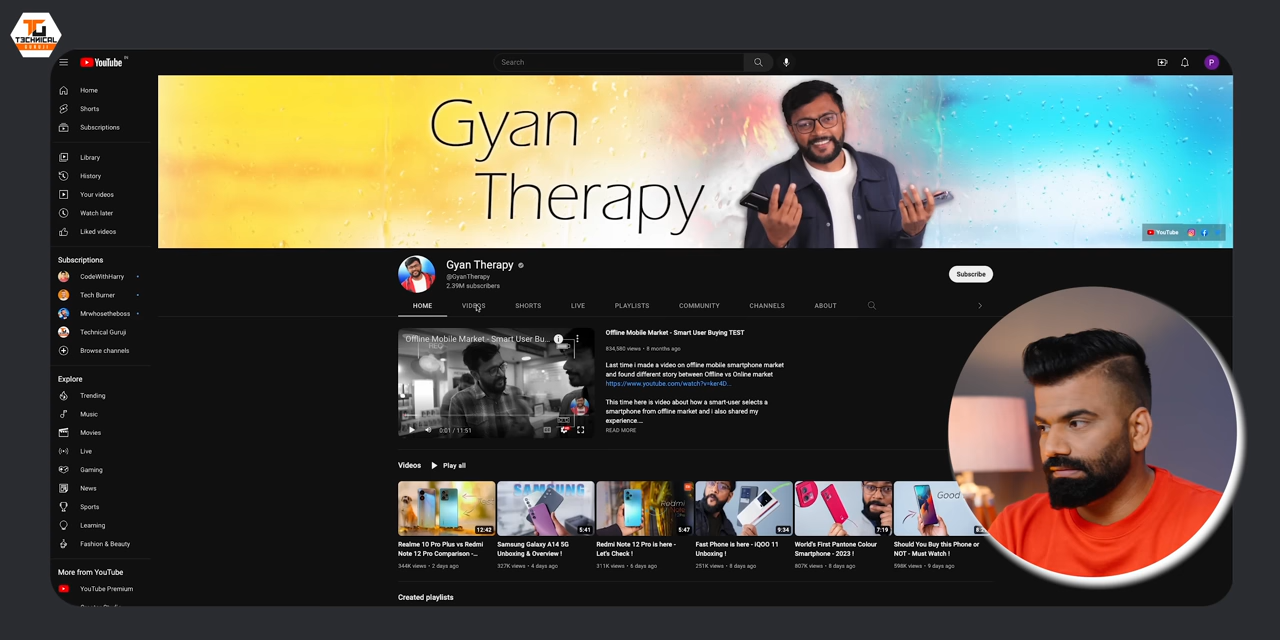 TECHNICAL
GURUJI
YouTube IN
Search
P
Home
Shorts
Subscriptions
Library
History
Your videos
Watch later
Liked videos
Subscriptions
CodeWithHarry
Tech Burner
Mrwhosetheboss
Technical Guruji
Browse channels
Explore
Trending
Music
Movies
Live
Gaming
News
Sports
Learning
Fashion & Beauty
More from YouTube
YouTube Premium
Gyan
Therapy
YouTube
Gyan Therapy
@GyanTherapy
2.39M subscribers
Subscribe
HOME VIDEOS SHORTS LIVE PLAYLISTS COMMUNITY CHANNELS ABOUT
Offline Mobile Market - Smart User Bu...
0:01 / 11:51
Offline Mobile Market - Smart User Buying TEST
834,580 views • 8 months ago
Last time i made a video on offline mobile smartphone market
and found different story between Offline vs Online market
https://www.youtube.com/watch?v=ker4D...
This time here is video about how a smart-user selects a
smartphone from offline market and i also shared my
experience....
READ MORE
Videos Play all
12:42
SAMSUNG
5:41
Redmi
Note
5:47
9:34
7:19
Good
Realme 10 Pro Plus vs Redmi
Note 12 Pro Comparison -...
344K views • 2 days ago
Samsung Galaxy A14 5G
Unboxing & Overview !
327K views • 4 days ago
Redmi Note 12 Pro is here -
Let's Check !
311K views • 6 days ago
Fast Phone is here - iQOO 11
Unboxing !
251K views • 8 days ago
World's First Pantone Colour
Smartphone - 2023 !
807K views • 8 days ago
Should You Buy this Phone or
NOT - Must Watch !
598K views • 9 days ago
Created playlists